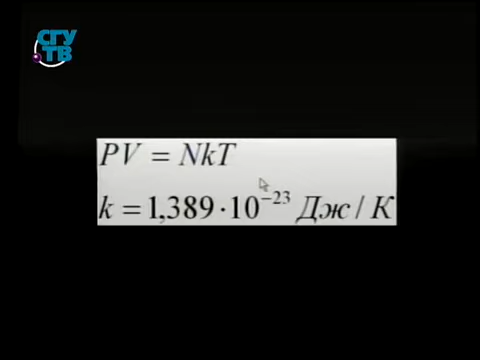 СГУ
ТВ
PV = NkT
k = 1,389·10⁻²³ Дж/К